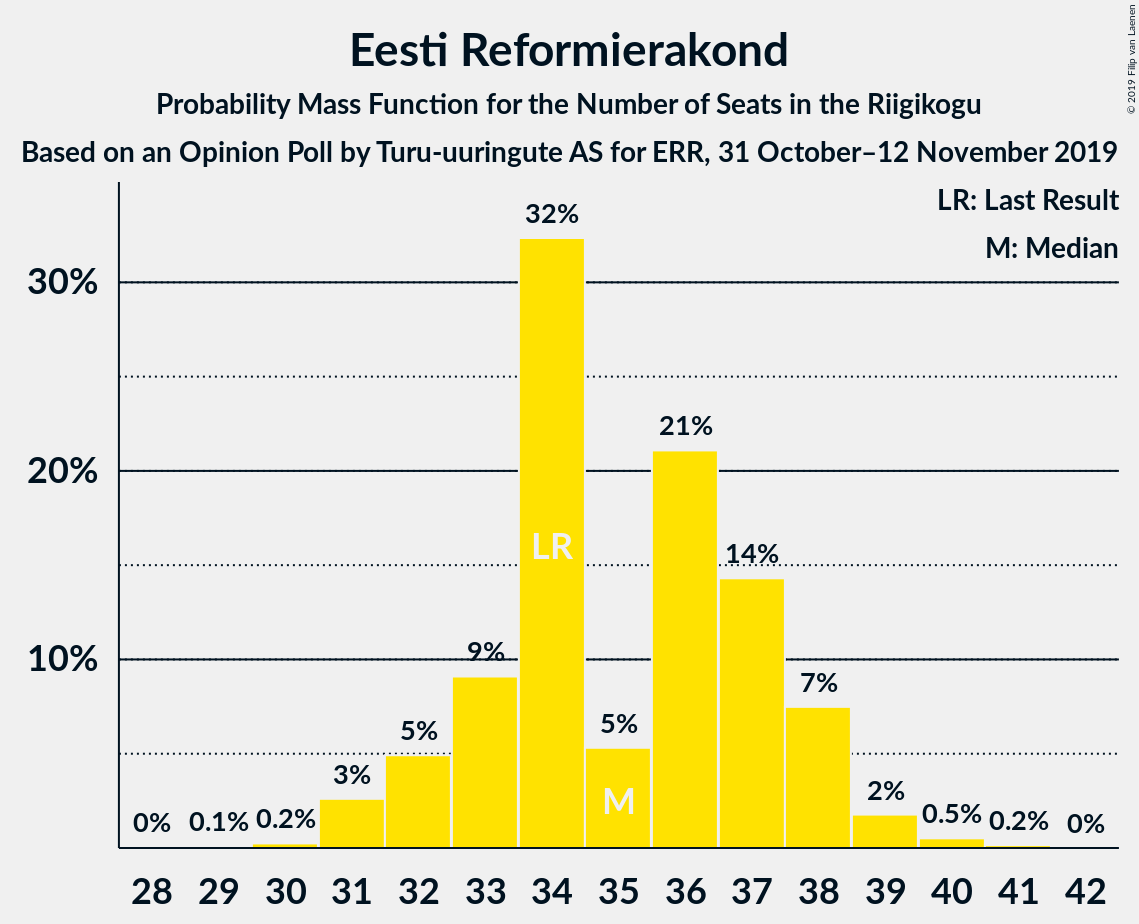 Eesti Reformierakond
Probability Mass Function for the Number of Seats in the Riigikogu
Based on an Opinion Poll by Turu-uuringute AS for ERR, 31 October–12 November 2019
© 2019 Filip van Laenen
LR: Last Result
M: Median
30%
20%
10%
0% 0.1% 0.2% 3% 5% 9% 32% 5% 21% 14% 7% 2% 0.5% 0.2% 0%
LR
M
28 29 30 31 32 33 34 35 36 37 38 39 40 41 42